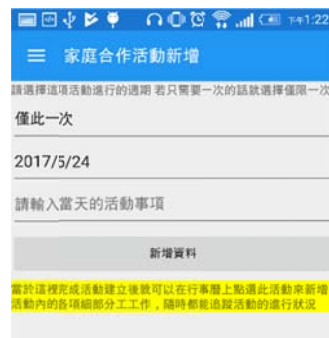 下午1:22
家庭合作活動新增
請選擇這項活動進行的週期 若只需要一次的話就選擇僅限一次
僅此一次
2017/5/24
請輸入當天的活動事項
新增資料
當於這裡完成活動建立後就可以在行事曆上點選此活動來新增
活動內的各項細部分工工作，隨時都能追蹤活動的進行狀況